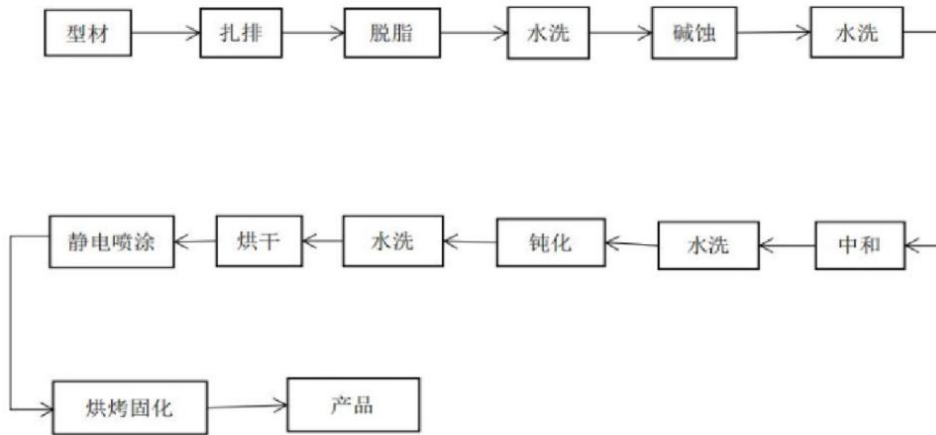 型材 扎排 脱脂 水洗 碱蚀 水洗
静电喷涂 烘干 水洗 钝化 水洗 中和
烘烤固化 产品